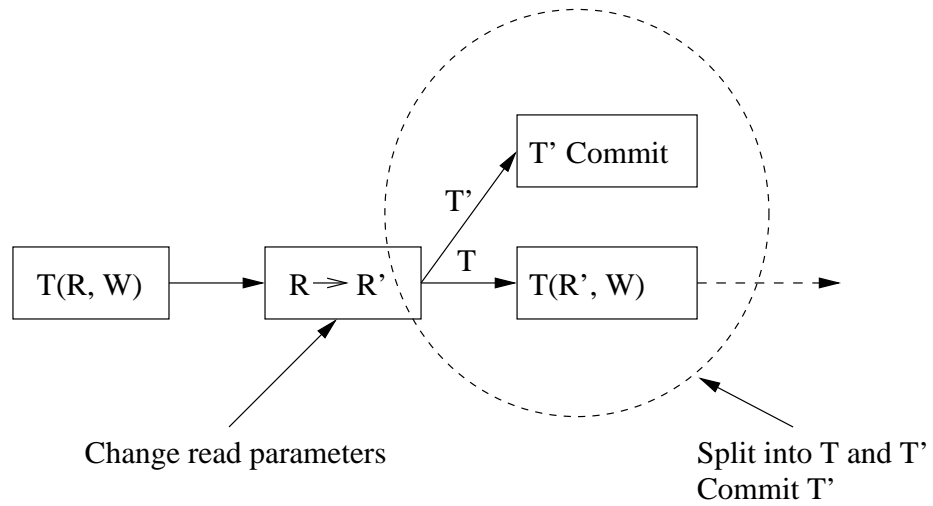 T’ Commit
T’
T
T(R, W)
R → R’
T(R’, W)
Change read parameters
Split into T and T’
Commit T’